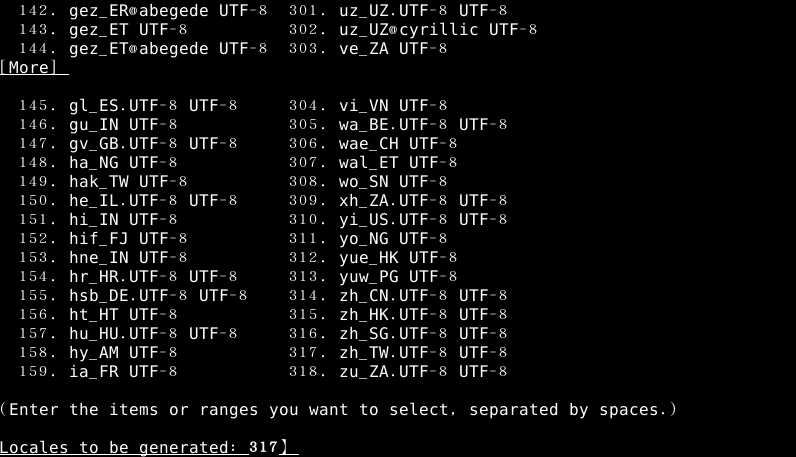 142. gez_ER@abegede UTF-8  301. uz_UZ.UTF-8 UTF-8
143. gez_ET UTF-8  302. uz_UZ@cyrillic UTF-8
144. gez_ET@abegede UTF-8  303. ve_ZA UTF-8
[More]
145. gl_ES.UTF-8 UTF-8  304. vi_VN UTF-8
146. gu_IN UTF-8  305. wa_BE.UTF-8 UTF-8
147. gv_GB.UTF-8 UTF-8  306. wae_CH UTF-8
148. ha_NG UTF-8  307. wal_ET UTF-8
149. hak_TW UTF-8  308. wo_SN UTF-8
150. he_IL.UTF-8 UTF-8  309. xh_ZA.UTF-8 UTF-8
151. hi_IN UTF-8  310. yi_US.UTF-8 UTF-8
152. hif_FJ UTF-8  311. yo_NG UTF-8
153. hne_IN UTF-8  312. yue_HK UTF-8
154. hr_HR.UTF-8 UTF-8  313. yuw_PG UTF-8
155. hsb_DE.UTF-8 UTF-8  314. zh_CN.UTF-8 UTF-8
156. ht_HT UTF-8  315. zh_HK.UTF-8 UTF-8
157. hu_HU.UTF-8 UTF-8  316. zh_SG.UTF-8 UTF-8
158. hy_AM UTF-8  317. zh_TW.UTF-8 UTF-8
159. ia_FR UTF-8  318. zu_ZA.UTF-8 UTF-8
(Enter the items or ranges you want to select, separated by spaces.)
Locales to be generated: 317】